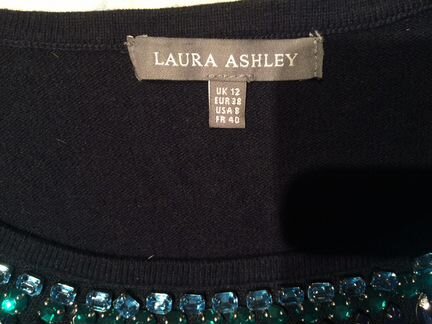 LAURA ASHLEY
UK 12
EUR 38
USA 8
FR 40